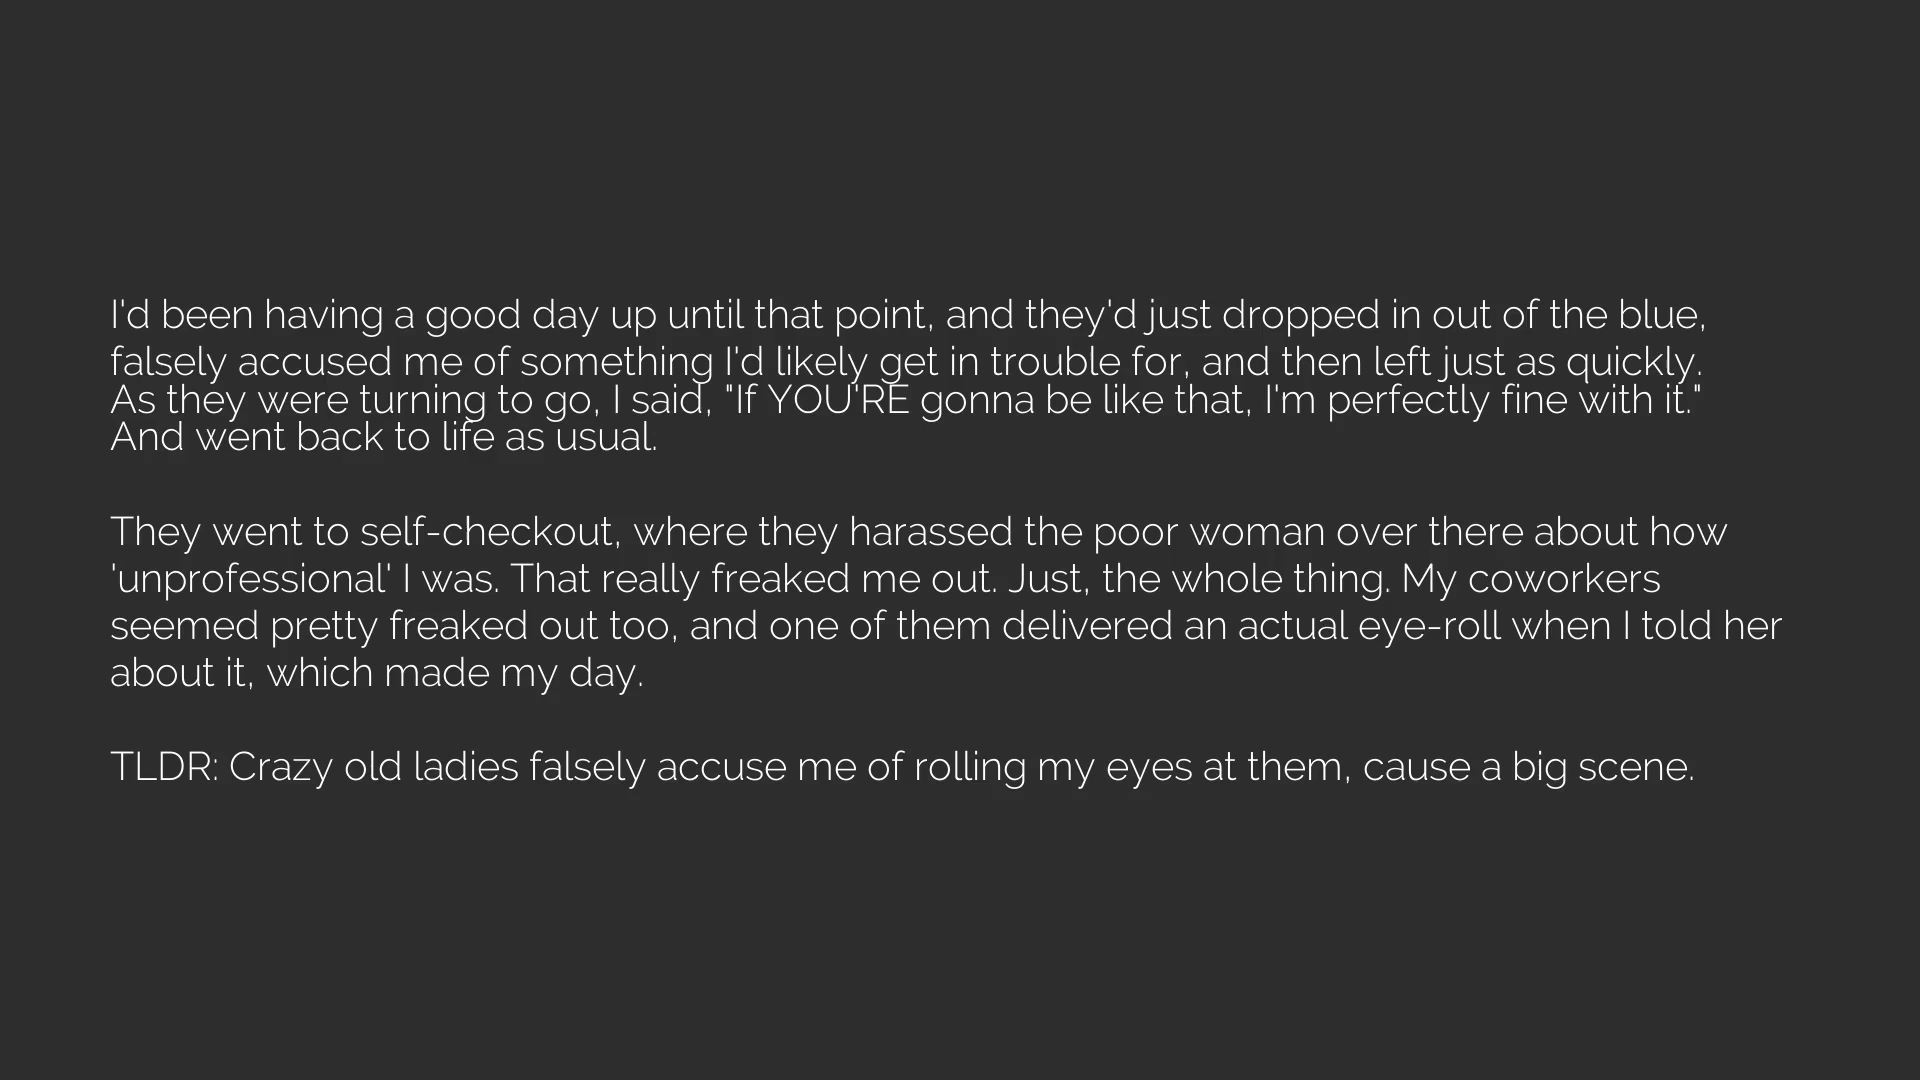 I'd been having a good day up until that point, and they'd just dropped in out of the blue,
falsely accused me of something I'd likely get in trouble for, and then left just as quickly.
As they were turning to go, I said, "If YOU'RE gonna be like that, I'm perfectly fine with it."
And went back to life as usual.
They went to self-checkout, where they harassed the poor woman over there about how
'unprofessional' I was. That really freaked me out. Just, the whole thing. My coworkers
seemed pretty freaked out too, and one of them delivered an actual eye-roll when I told her
about it, which made my day.
TLDR: Crazy old ladies falsely accuse me of rolling my eyes at them, cause a big scene.